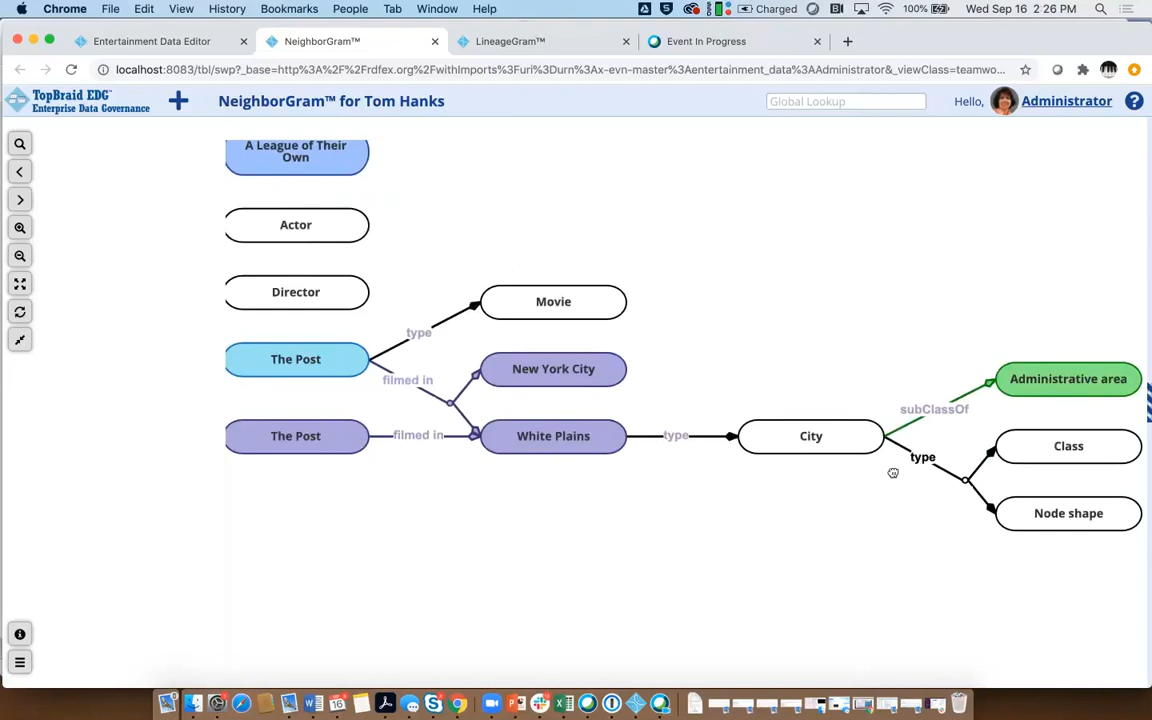 Chrome File Edit View History Bookmarks People Tab Window Help Charged 100% Wed Sep 16 2:26 PM
Entertainment Data Editor NeighborGram™ LineageGram™ Event In Progress
localhost:8083/tbl/swp?_base=http%3A%2F%2Frdfex.org%2FwithImports%3Furi%3Durn%3Ax-evn-master%3Aentertainment_data%3AAdministrator&_viewClass=teamwo...
TopBraid EDG™
Enterprise Data Governance
NeighborGram™ for Tom Hanks
Global Lookup
Hello, Administrator
A League of Their
Own
Actor
Director
Movie
type
The Post
New York City
filmed in
Administrative area
subClassOf
The Post
filmed in
White Plains
type
City
Class
type
Node shape
16